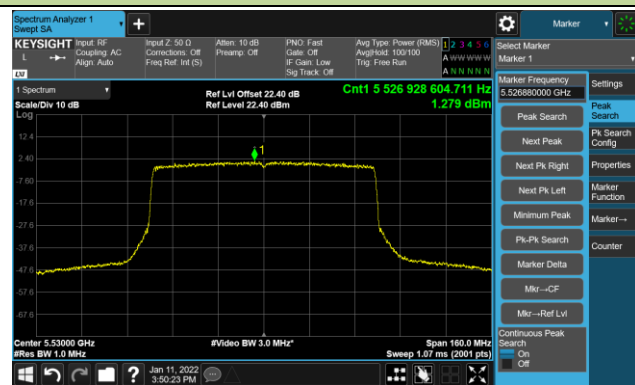 Spectrum Analyzer 1
Swept SA
+
Marker
KEYSIGHT
L
Input: RF
Coupling: AC
Align: Auto
Input Z: 50 Ω
Corrections: Off
Freq Ref: Int (S)
Atten: 10 dB
Preamp: Off
PNO: Fast
Gate: Off
IF Gain: Low
Sig Track: Off
Avg Type: Power (RMS)
Avg|Hold: 100/100
Trig: Free Run
1 2 3 4 5 6
A W W W W W
A N N N N N
LXI
Select Marker
Marker 1
1 Spectrum
Scale/Div 10 dB
Log
Ref Lvl Offset 22.40 dB
Ref Level 22.40 dBm
Cnt1 5 526 928 604.711 Hz
1.279 dBm
12.4
2.40
-7.60
-17.6
-27.6
-37.6
-47.6
-57.6
-67.6
1
Center 5.53000 GHz
#Res BW 1.0 MHz
#Video BW 3.0 MHz*
Span 160.0 MHz
Sweep 1.07 ms (2001 pts)
Marker Frequency
5.526880000 GHz
Peak Search
Next Peak
Next Pk Right
Next Pk Left
Minimum Peak
Pk-Pk Search
Marker Delta
Mkr→CF
Mkr→Ref Lvl
Continuous Peak
Search
On
Off
Settings
Peak
Search
Pk Search
Config
Properties
Marker
Function
Marker→
Counter
?
Jan 11, 2022
3:50:23 PM